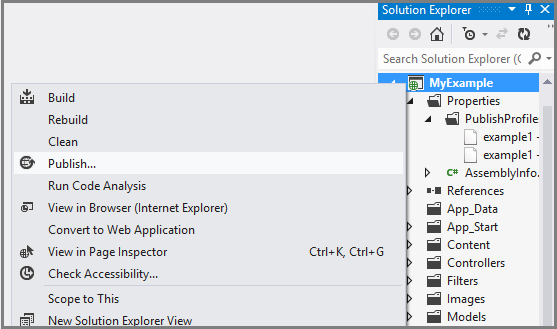 Solution Explorer
Search Solution Explorer (C
MyExample
Properties
PublishProfile
example1 -
example1 -
C# AssemblyInfo.
References
App_Data
App_Start
Content
Controllers
Filters
Images
Models
Build
Rebuild
Clean
Publish...
Run Code Analysis
View in Browser (Internet Explorer)
Convert to Web Application
View in Page Inspector Ctrl+K, Ctrl+G
Check Accessibility...
Scope to This
New Solution Explorer View